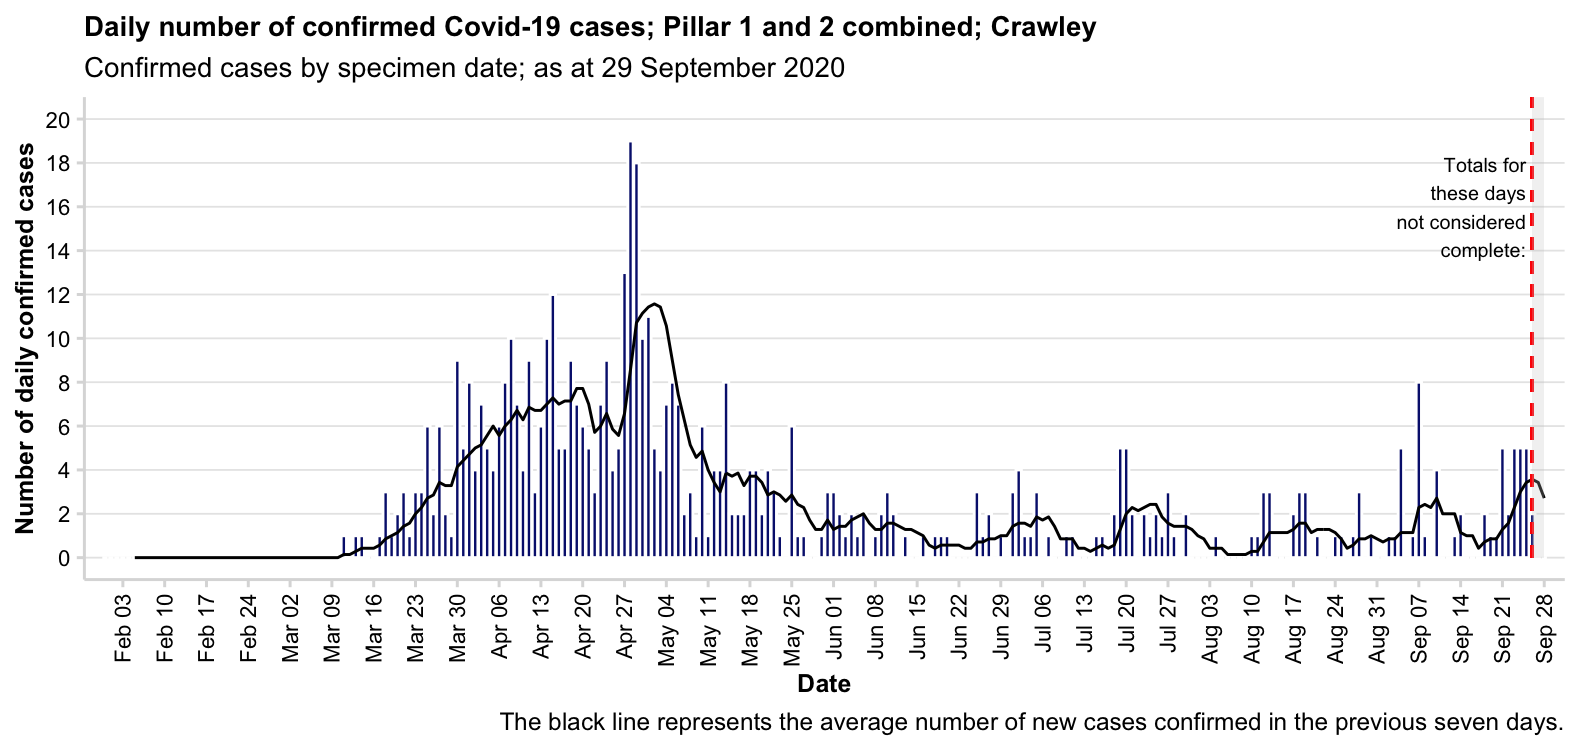 Daily number of confirmed Covid-19 cases; Pillar 1 and 2 combined; Crawley
Confirmed cases by specimen date; as at 29 September 2020
Number of daily confirmed cases
20
18
16
14
12
10
8
6
4
2
0
Totals for
these days
not considered
complete:
Feb 03
Feb 10
Feb 17
Feb 24
Mar 02
Mar 09
Mar 16
Mar 23
Mar 30
Apr 06
Apr 13
Apr 20
Apr 27
May 04
May 11
May 18
May 25
Jun 01
Jun 08
Jun 15
Jun 22
Jun 29
Jul 06
Jul 13
Jul 20
Jul 27
Aug 03
Aug 10
Aug 17
Aug 24
Aug 31
Sep 07
Sep 14
Sep 21
Sep 28
Date
The black line represents the average number of new cases confirmed in the previous seven days.